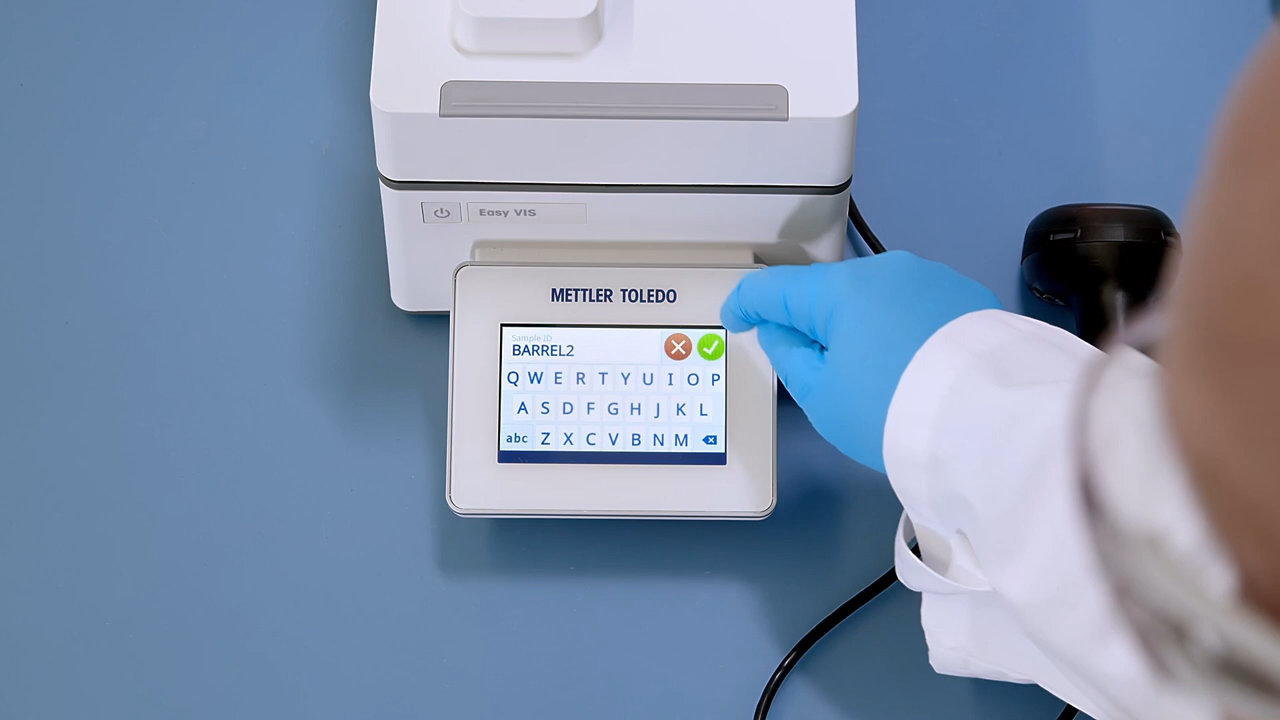 Easy VIS
METTLER TOLEDO
Sample ID
BARREL2
Q W E R T Y U I O P
A S D F G H J K L
abc Z X C V B N M